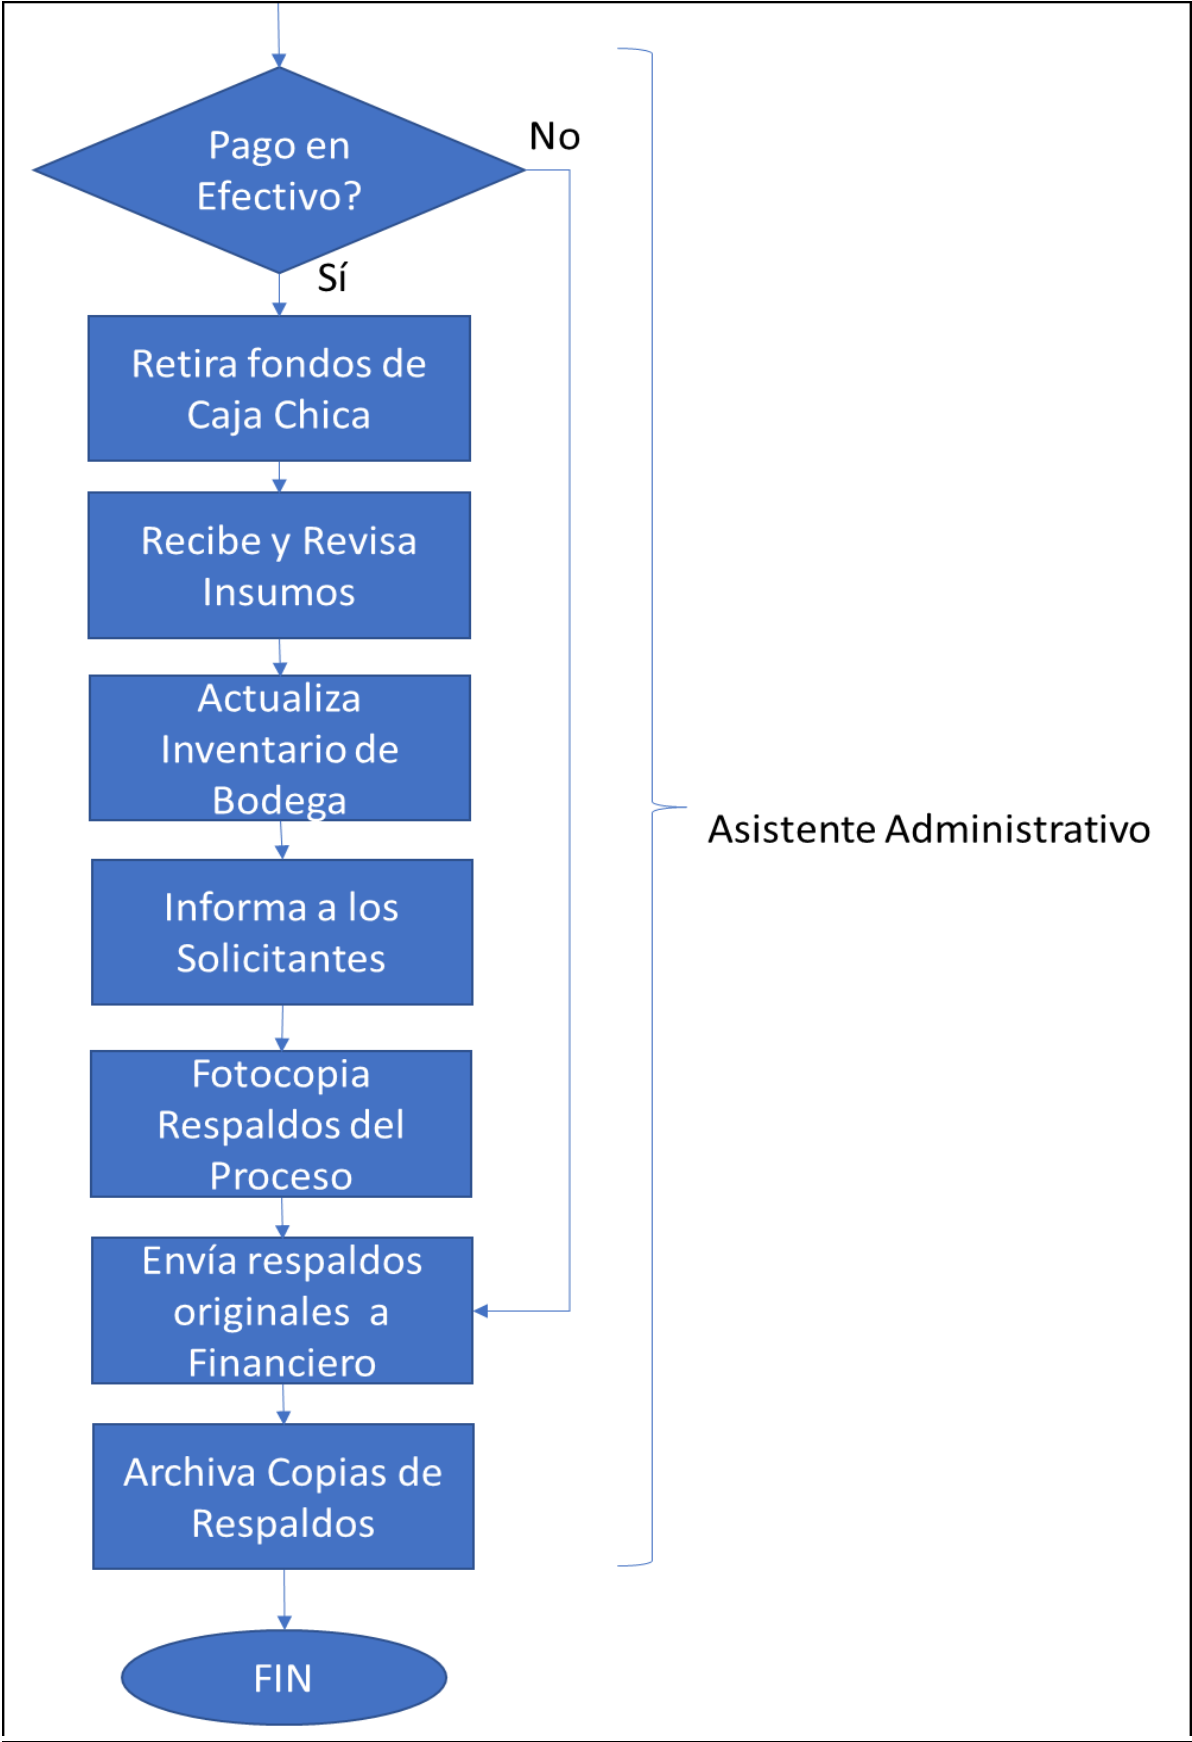 Pago en
Efectivo?
No
Sí
Retira fondos de
Caja Chica
Recibe y Revisa
Insumos
Actualiza
Inventario de
Bodega
Asistente Administrativo
Informa a los
Solicitantes
Fotocopia
Respaldos del
Proceso
Envía respaldos
originales a
Financiero
Archiva Copias de
Respaldos
FIN